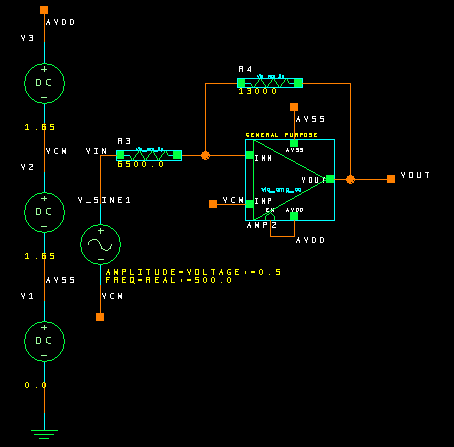 AVDD
V3
DC
1.65
VCM
V2
DC
1.65
AVSS
V1
DC
0.0
VIN
R3
6500.0
V_SINE1
AMPLITUDE=VOLTAGE:=0.5
FREQ=REAL:=500.0
VCM
R4
13000
AVSS
GENERAL PURPOSE
AVSS
INN
VOUT
INP
EN
AVDD
VCM
AMP2
AVDD
VOUT